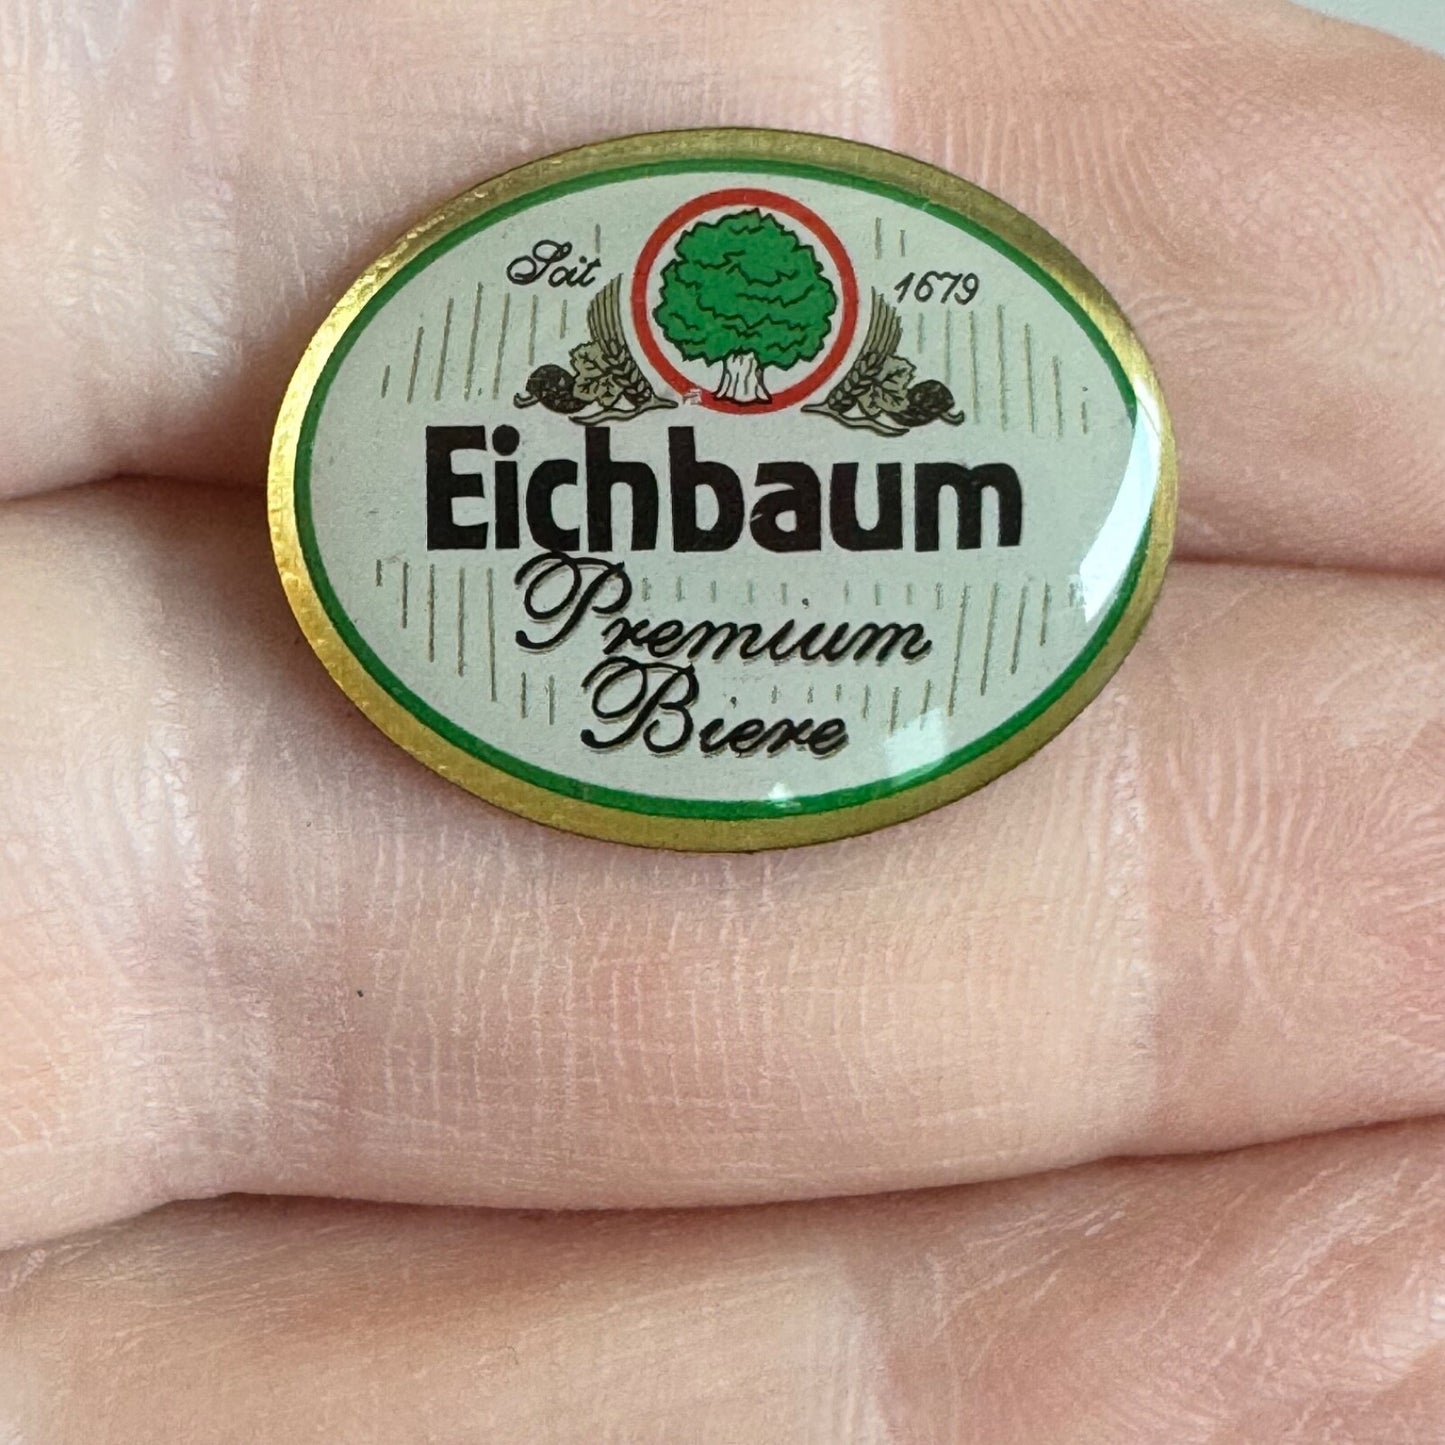 Seit 1679
Eichbaum
Premium
Biere